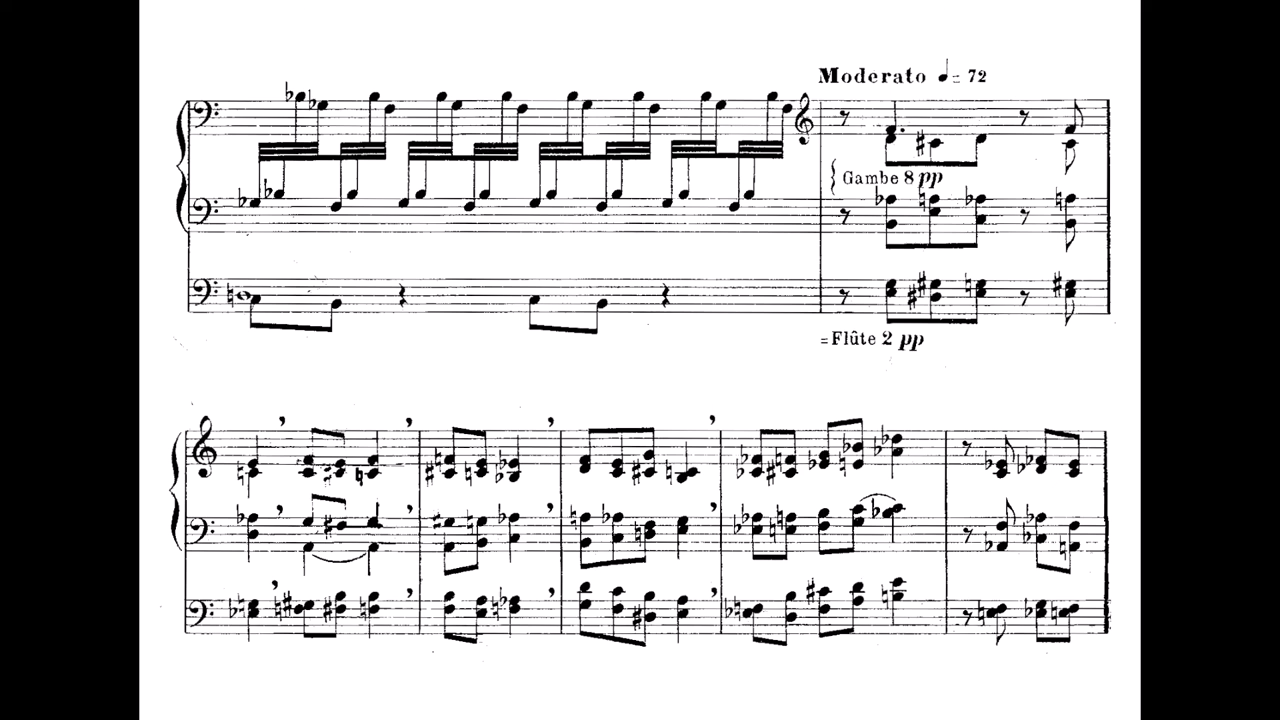 Moderato ♩= 72
Gambe 8 pp
=Flûte 2 pp